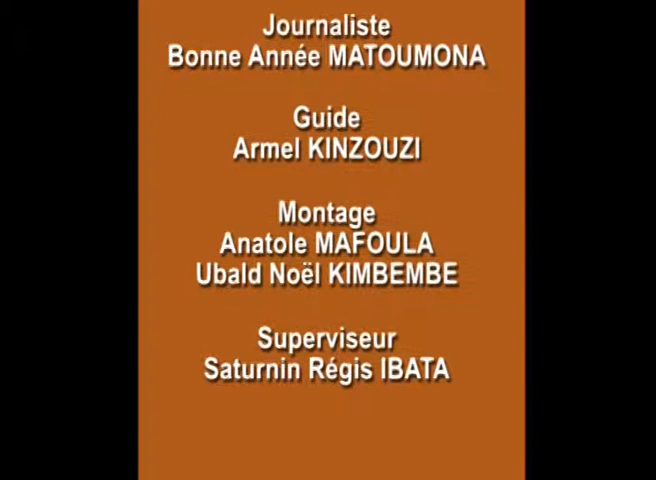 Journaliste
Bonne Année MATOUMONA
Guide
Armel KINZOUZI
Montage
Anatole MAFOULA
Ubald Noël KIMBEMBE
Superviseur
Saturnin Régis IBATA